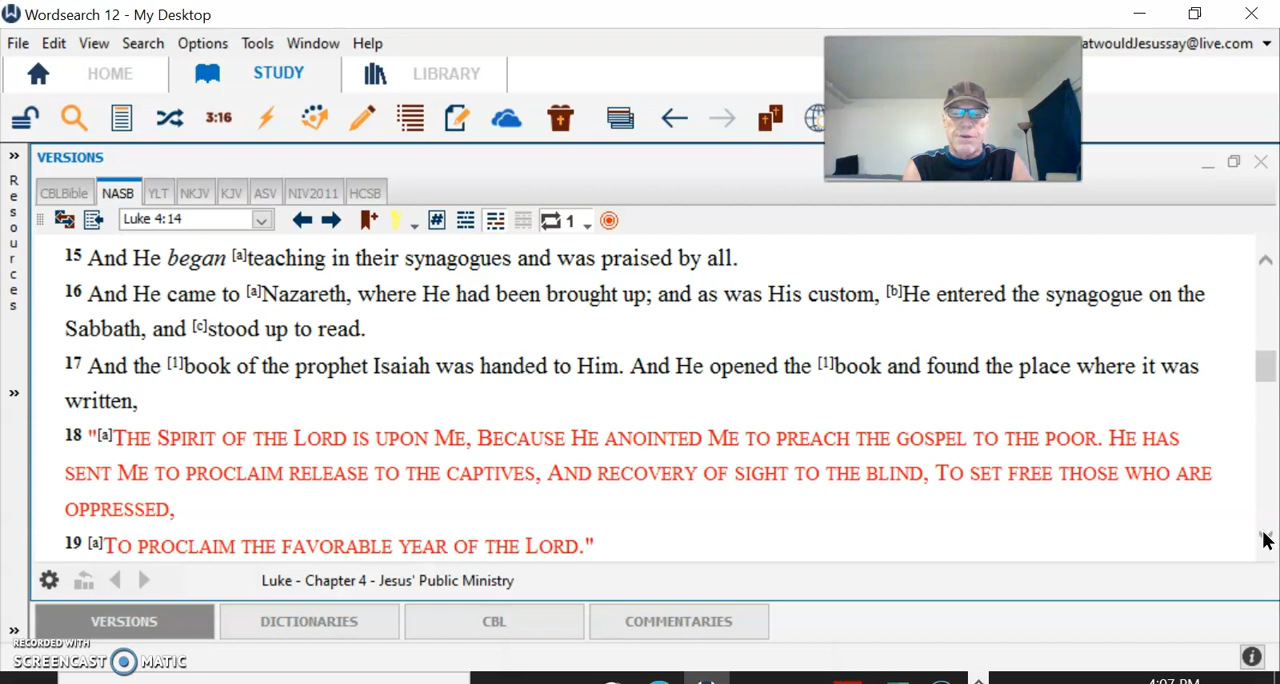 Wordsearch 12 - My Desktop
File Edit View Search Options Tools Window Help
atwouldJesussay@live.com
HOME STUDY LIBRARY
3:16
VERSIONS
Resources
CBLBible NASB YLT NKJV KJV ASV NIV2011 HCSB
Luke 4:14
1
15 And He began [a]teaching in their synagogues and was praised by all.
16 And He came to [a]Nazareth, where He had been brought up; and as was His custom, [b]He entered the synagogue on the
Sabbath, and [c]stood up to read.
17 And the [1]book of the prophet Isaiah was handed to Him. And He opened the [1]book and found the place where it was
written,
18 "[a]THE SPIRIT OF THE LORD IS UPON ME, BECAUSE HE ANOINTED ME TO PREACH THE GOSPEL TO THE POOR. HE HAS
SENT ME TO PROCLAIM RELEASE TO THE CAPTIVES, AND RECOVERY OF SIGHT TO THE BLIND, TO SET FREE THOSE WHO ARE
OPPRESSED,
19 [a]TO PROCLAIM THE FAVORABLE YEAR OF THE LORD."
Luke - Chapter 4 - Jesus' Public Ministry
VERSIONS DICTIONARIES CBL COMMENTARIES
RECORDED WITH
SCREENCAST MATIC
4:07 PM